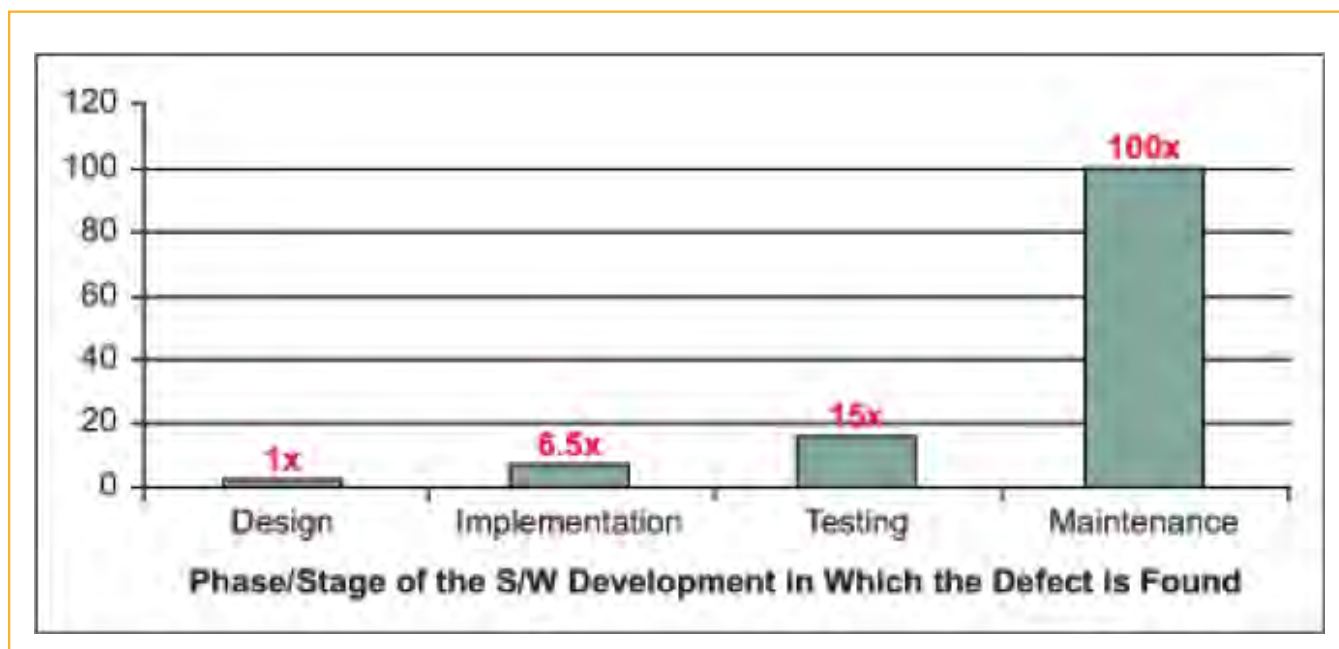 120
100
80
60
40
20
0
1x
6.5x
15x
100x
Design Implementation Testing Maintenance
Phase/Stage of the S/W Development in Which the Defect is Found